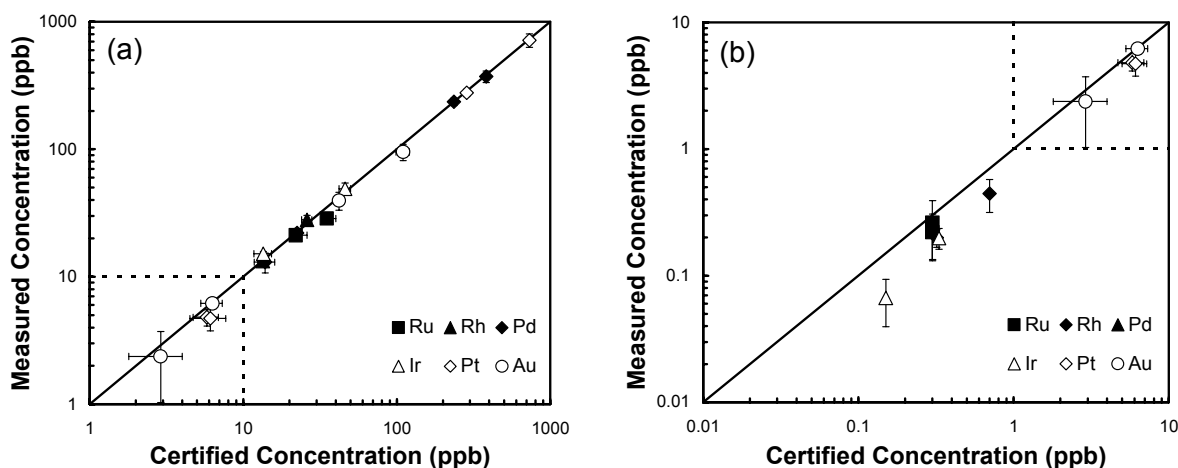 (a)
Measured Concentration (ppb)
1000
100
10
1
Ru Rh Pd
Ir Pt Au
1 10 100 1000
Certified Concentration (ppb)
(b)
Measured Concentration (ppb)
10
1
0.1
0.01
Ru Rh Pd
Ir Pt Au
0.01 0.1 1 10
Certified Concentration (ppb)